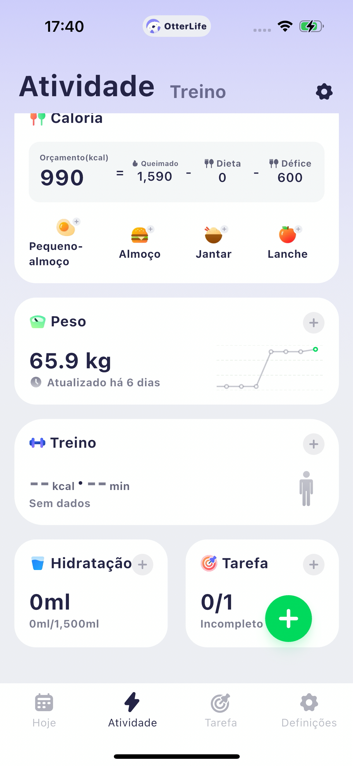 17:40
OtterLife
Atividade Treino
Caloria
Orçamento(kcal)
990
=
Queimado
1,590
-
Dieta
0
-
Défice
600
Pequeno-
almoço
Almoço
Jantar
Lanche
Peso
65.9 kg
Atualizado há 6 dias
Treino
-- kcal · -- min
Sem dados
Hidratação
0ml
0ml/1,500ml
Tarefa
0/1
Incompleto
Hoje
Atividade
Tarefa
Definições